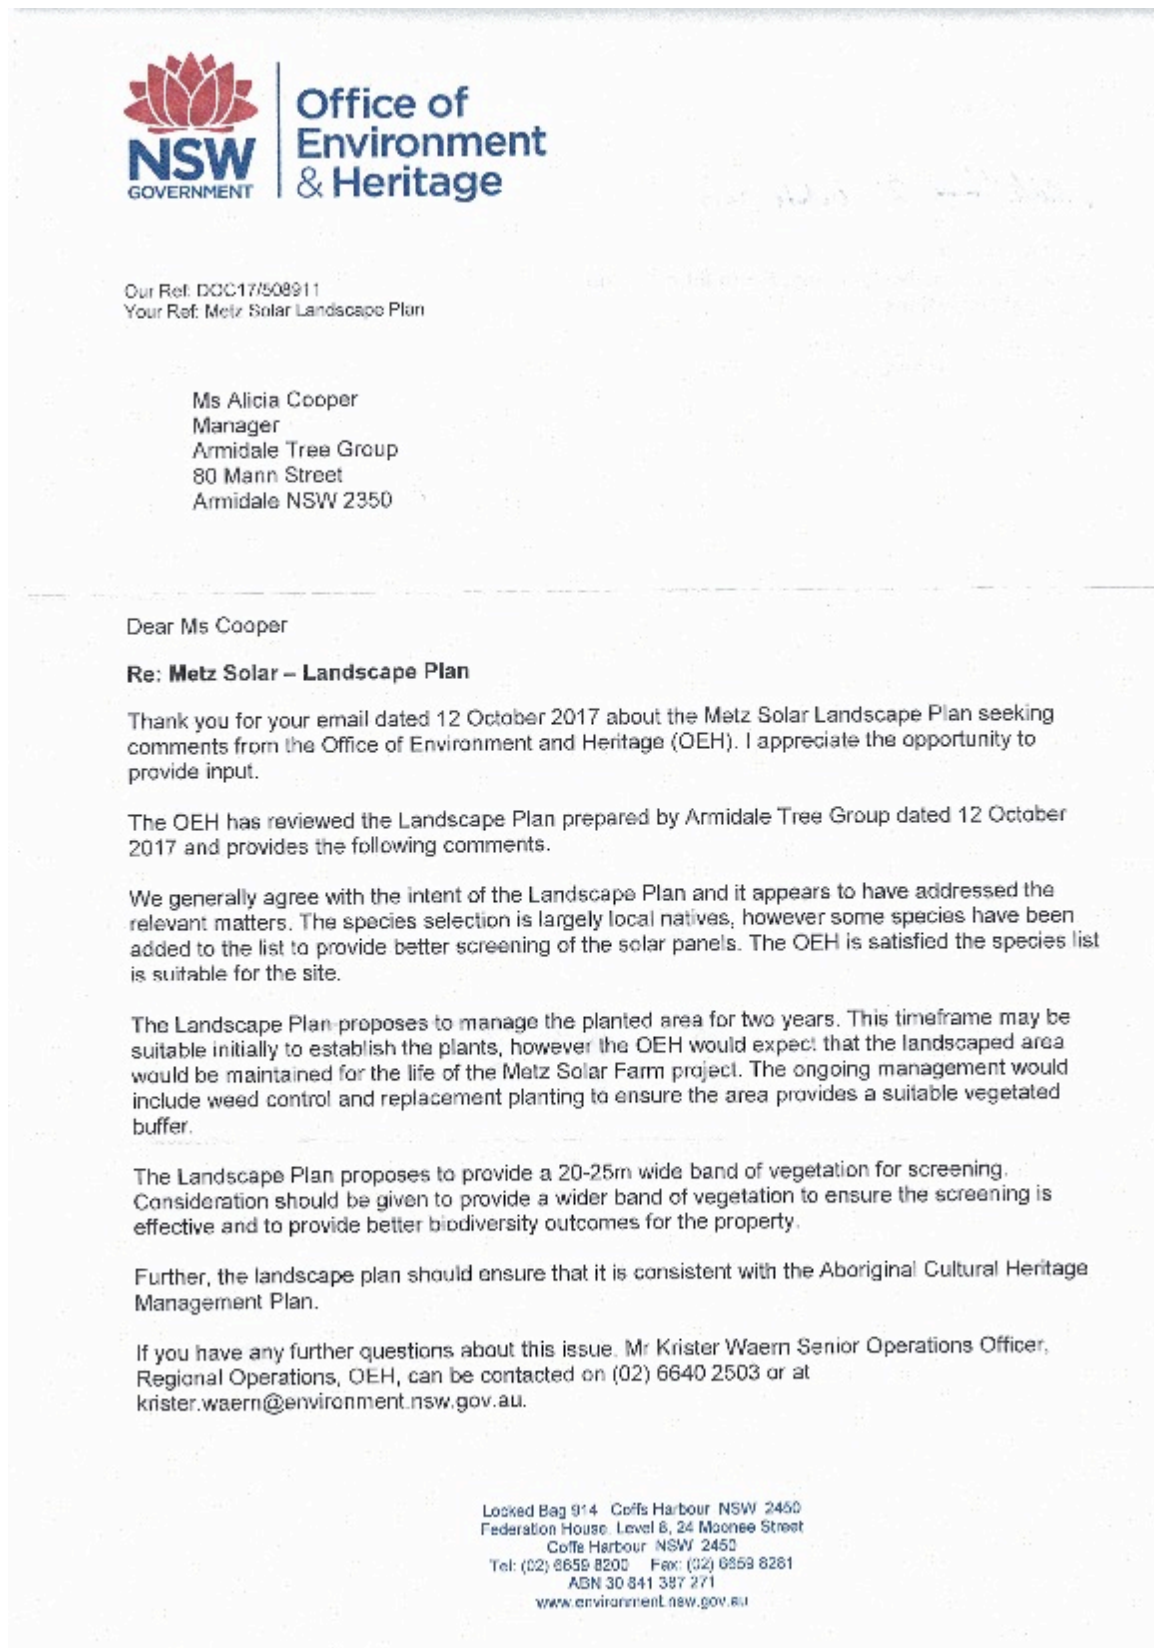 NSW
GOVERNMENT
Office of
Environment
& Heritage
Our Ref: DOC17/508911
Your Ref: Metz Solar Landscape Plan
Ms Alicia Cooper
Manager
Armidale Tree Group
80 Mann Street
Armidale NSW 2350
Dear Ms Cooper
Re: Metz Solar – Landscape Plan
Thank you for your email dated 12 October 2017 about the Metz Solar Landscape Plan seeking
comments from the Office of Environment and Heritage (OEH). I appreciate the opportunity to
provide input.
The OEH has reviewed the Landscape Plan prepared by Armidale Tree Group dated 12 October
2017 and provides the following comments.
We generally agree with the intent of the Landscape Plan and it appears to have addressed the
relevant matters. The species selection is largely local natives, however some species have been
added to the list to provide better screening of the solar panels. The OEH is satisfied the species list
is suitable for the site.
The Landscape Plan proposes to manage the planted area for two years. This timeframe may be
suitable initially to establish the plants, however the OEH would expect that the landscaped area
would be maintained for the life of the Metz Solar Farm project. The ongoing management would
include weed control and replacement planting to ensure the area provides a suitable vegetated
buffer.
The Landscape Plan proposes to provide a 20-25m wide band of vegetation for screening.
Consideration should be given to provide a wider band of vegetation to ensure the screening is
effective and to provide better biodiversity outcomes for the property.
Further, the landscape plan should ensure that it is consistent with the Aboriginal Cultural Heritage
Management Plan.
If you have any further questions about this issue, Mr Krister Waern Senior Operations Officer,
Regional Operations, OEH, can be contacted on (02) 6640 2503 or at
krister.waern@environment.nsw.gov.au.
Locked Bag 914 Coffs Harbour NSW 2450
Federation House, Level 8, 24 Moonee Street
Coffs Harbour NSW 2450
Tel: (02) 6659 8200 Fax: (02) 6659 8281
ABN 30 841 387 271
www.environment.nsw.gov.au